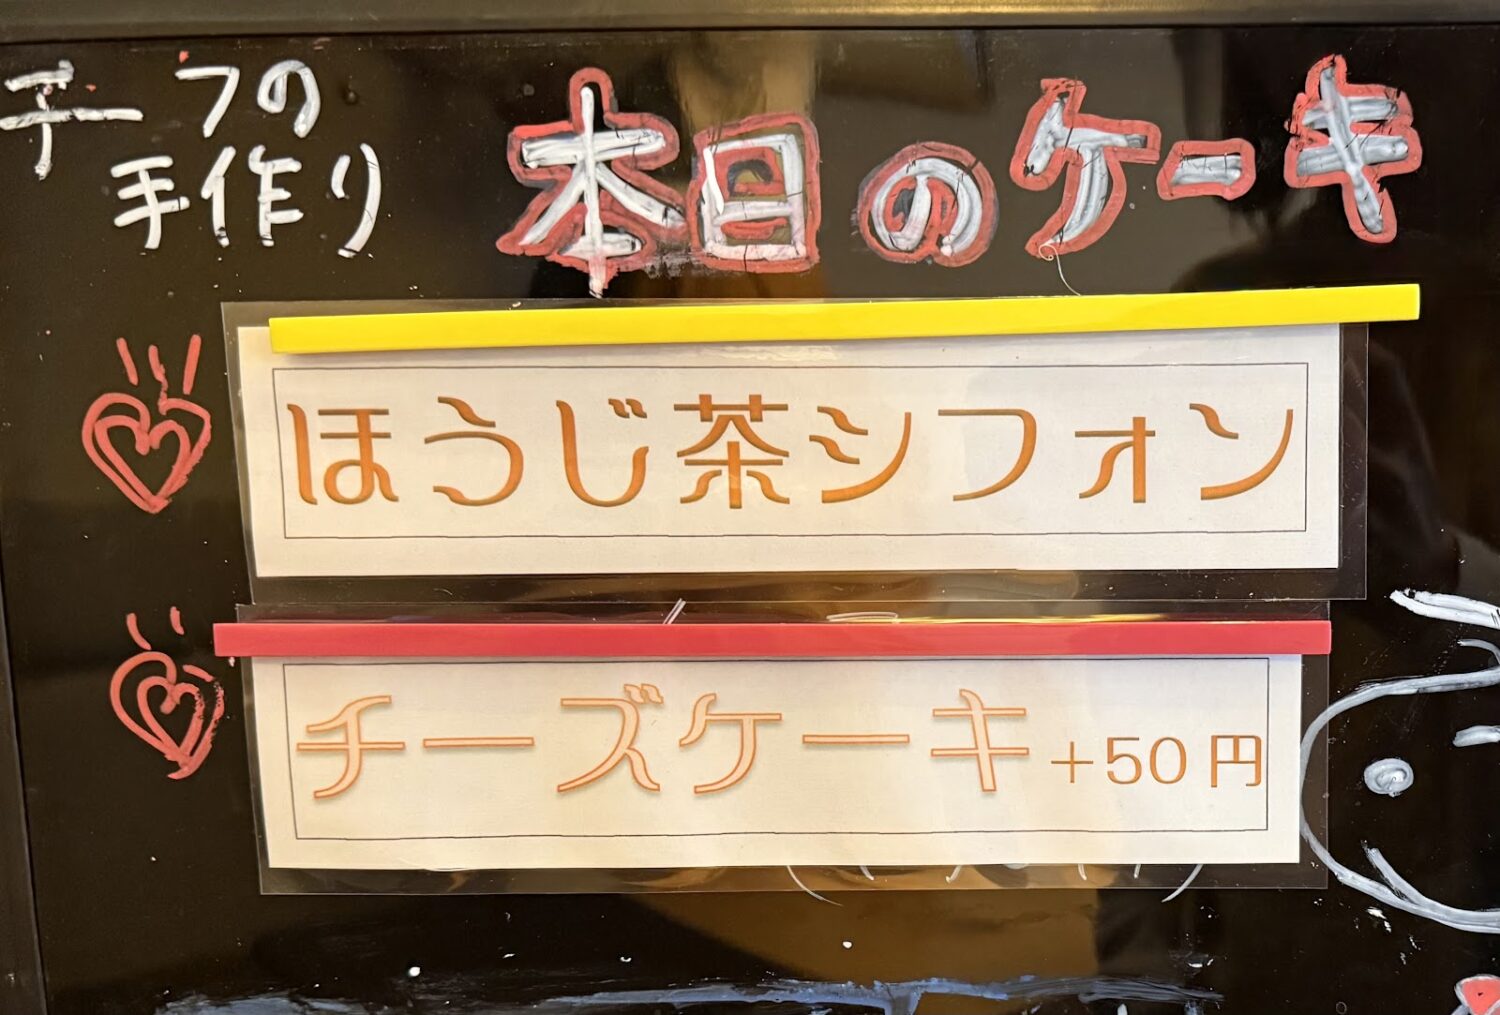 チーフの
手作り
本日のケーキ
ほうじ茶シフォン
チーズケーキ+50円